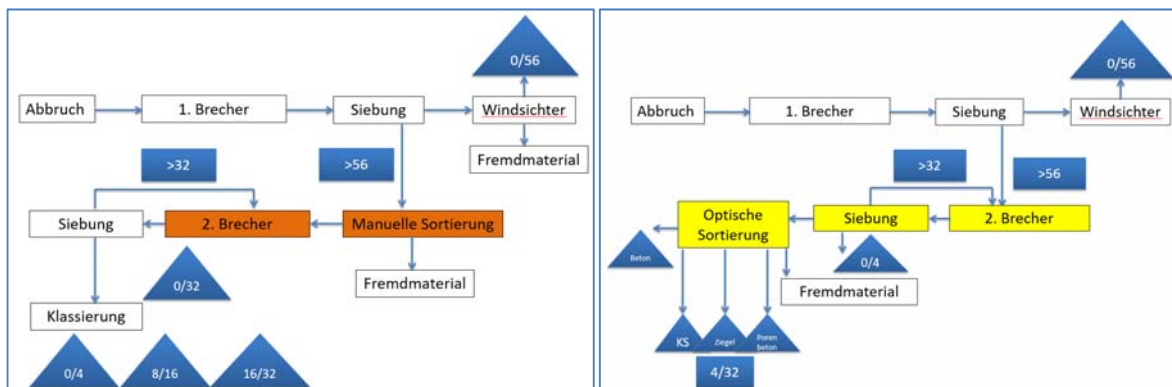 0/56
Abbruch
1. Brecher
Siebung
Windsichter
Fremdmaterial
>32
>56
Siebung
2. Brecher
Manuelle Sortierung
0/32
Fremdmaterial
Klassierung
0/4
8/16
16/32
0/56
Abbruch
1. Brecher
Siebung
Windsichter
>32
>56
Optische
Sortierung
Siebung
2. Brecher
Beton
0/4
Fremdmaterial
KS
Ziegel
Poren
beton
4/32